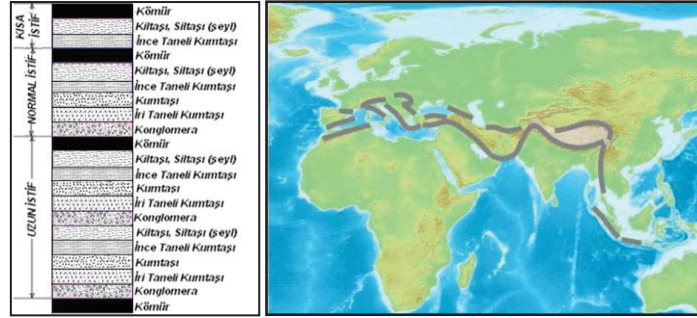 KISA İSTİF
Kömür
Kiltaşı, Siltaşı (şeyl)
İnce Taneli Kumtaşı
NORMAL İSTİF
Kömür
Kiltaşı, Siltaşı (şeyl)
İnce Taneli Kumtaşı
Kumtaşı
İri Taneli Kumtaşı
Konglomera
UZUN İSTİF
Kömür
Kiltaşı, Siltaşı (şeyl)
İnce Taneli Kumtaşı
Kumtaşı
İri Taneli Kumtaşı
Konglomera
Kiltaşı, Siltaşı (şeyl)
İnce Taneli Kumtaşı
Kumtaşı
İri Taneli Kumtaşı
Konglomera
Kömür